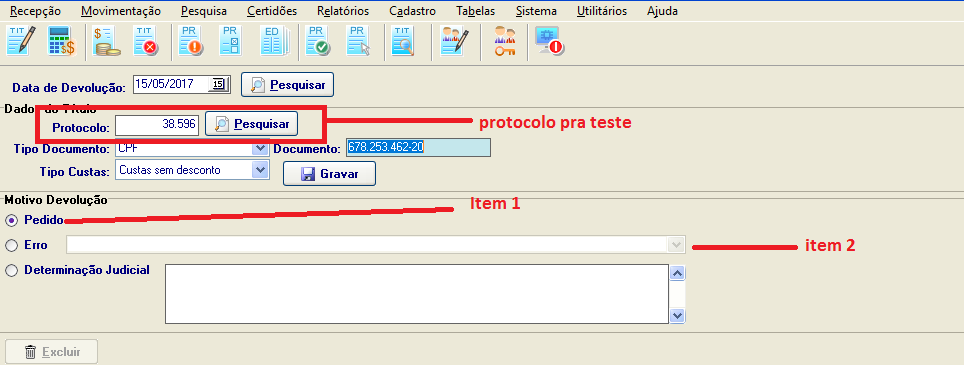 Recepção Movimentação Pesquisa Certidões Relatórios Cadastro Tabelas Sistema Utilitários Ajuda
TIT $ TIT PR PR ED PR PR TIT
Data de Devolução: 15/05/2017 15 Pesquisar
Dados do Título
Protocolo: 38.596 Pesquisar protocolo pra teste
Tipo Documento: CPF Documento: 678.253.462-20
Tipo Custas: Custas sem desconto Gravar
Motivo Devolução
Pedido Item 1
Erro item 2
Determinação Judicial
Excluir